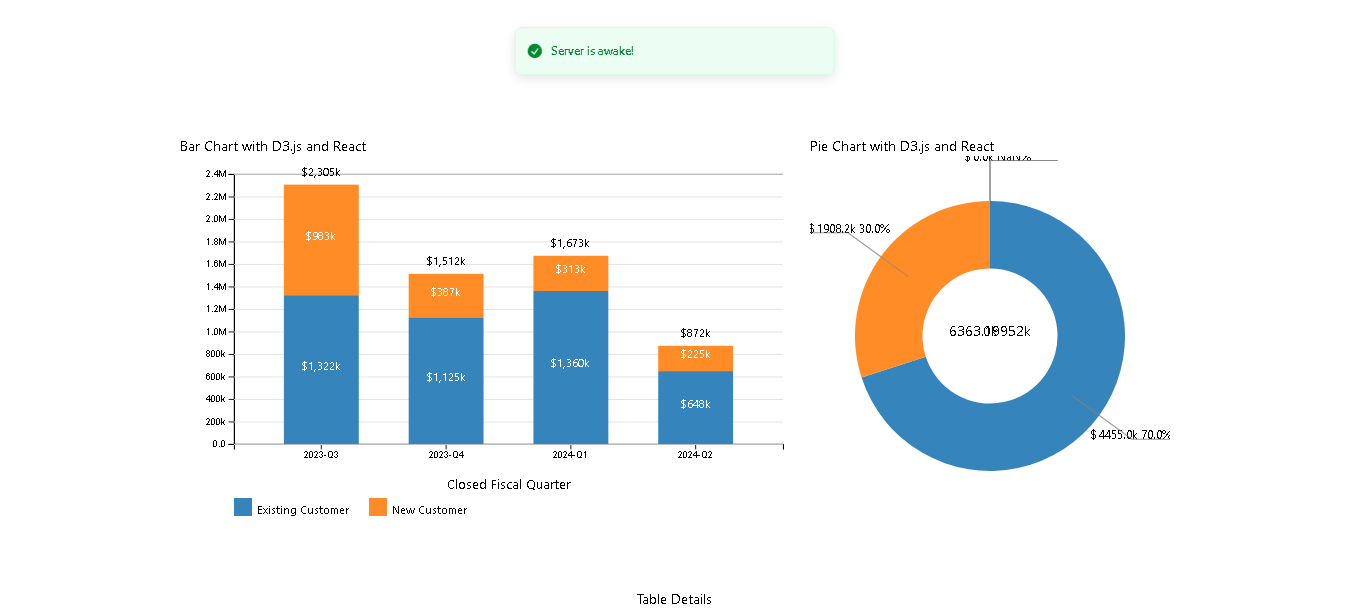 Server is awake!
Bar Chart with D3.js and React
$2,305k
2.4M
2.2M
2.0M
1.8M
1.6M
1.4M
1.2M
1.0M
800k
600k
400k
200k
0.0
$983k
$1,322k
$1,512k
$387k
$1,125k
$1,673k
$313k
$1,360k
$872k
$225k
$648k
2023-Q3
2023-Q4
2024-Q1
2024-Q2
Closed Fiscal Quarter
Existing Customer
New Customer
Pie Chart with D3.js and React
$ 0.0k NaN%
$ 1908.2k 30.0%
$ 4455.0k 70.0%
Table Details